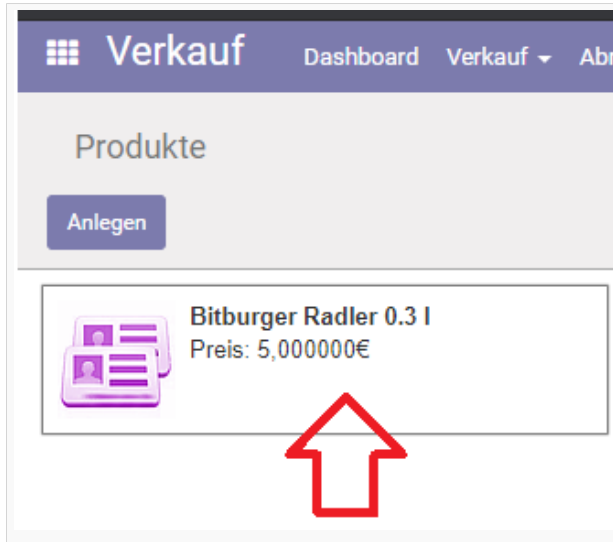 Verkauf Dashboard Verkauf
Produkte
Anlegen
Bitburger Radler 0.3 l
Preis: 5,000000€